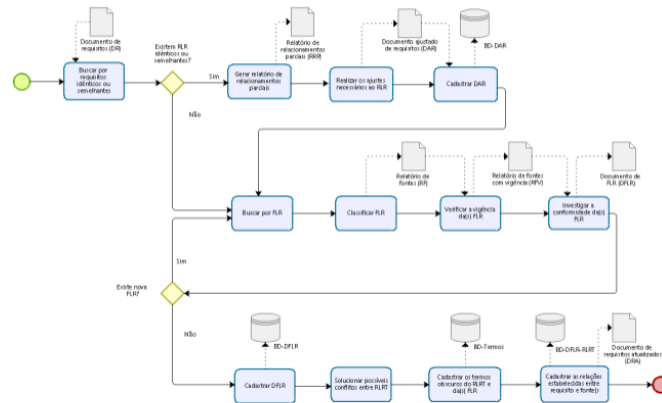 Documento de
requisitos (DR)
Existem RLR
idênticos ou
semelhantes?
Relatório de
relacionamentos
parciais (RRP)
Documento ajustado
de requisitos (DAR)
BD-DAR
Buscar por
requisitos
idênticos ou
semelhantes
Sim
Gerar relatório de
relacionamentos
parciais
Realizar os ajustes
necessários ao RLR
Cadastrar DAR
Não
Relatório de
fontes (RF)
Relatório de fontes
com vigência (RFV)
Documento de
FLR (DFLR)
Buscar por FLR
Classificar FLR
Verificar a vigência
da(s) FLR
Investigar a
conformidade da(s) FLR
Sim
Existe nova
FLR?
Não
BD-DFLR
BD-Termos
BD-DFLR-RLRT
Documento de
requisitos atualizados
(DRA)
Cadastrar DFLR
Solucionar possíveis
conflitos entre RLRT
Cadastrar os termos
obscuros do RLRT e
da(s) FLR
Cadastrar as relações
estabelecidas entre
requisito e fonte(s)